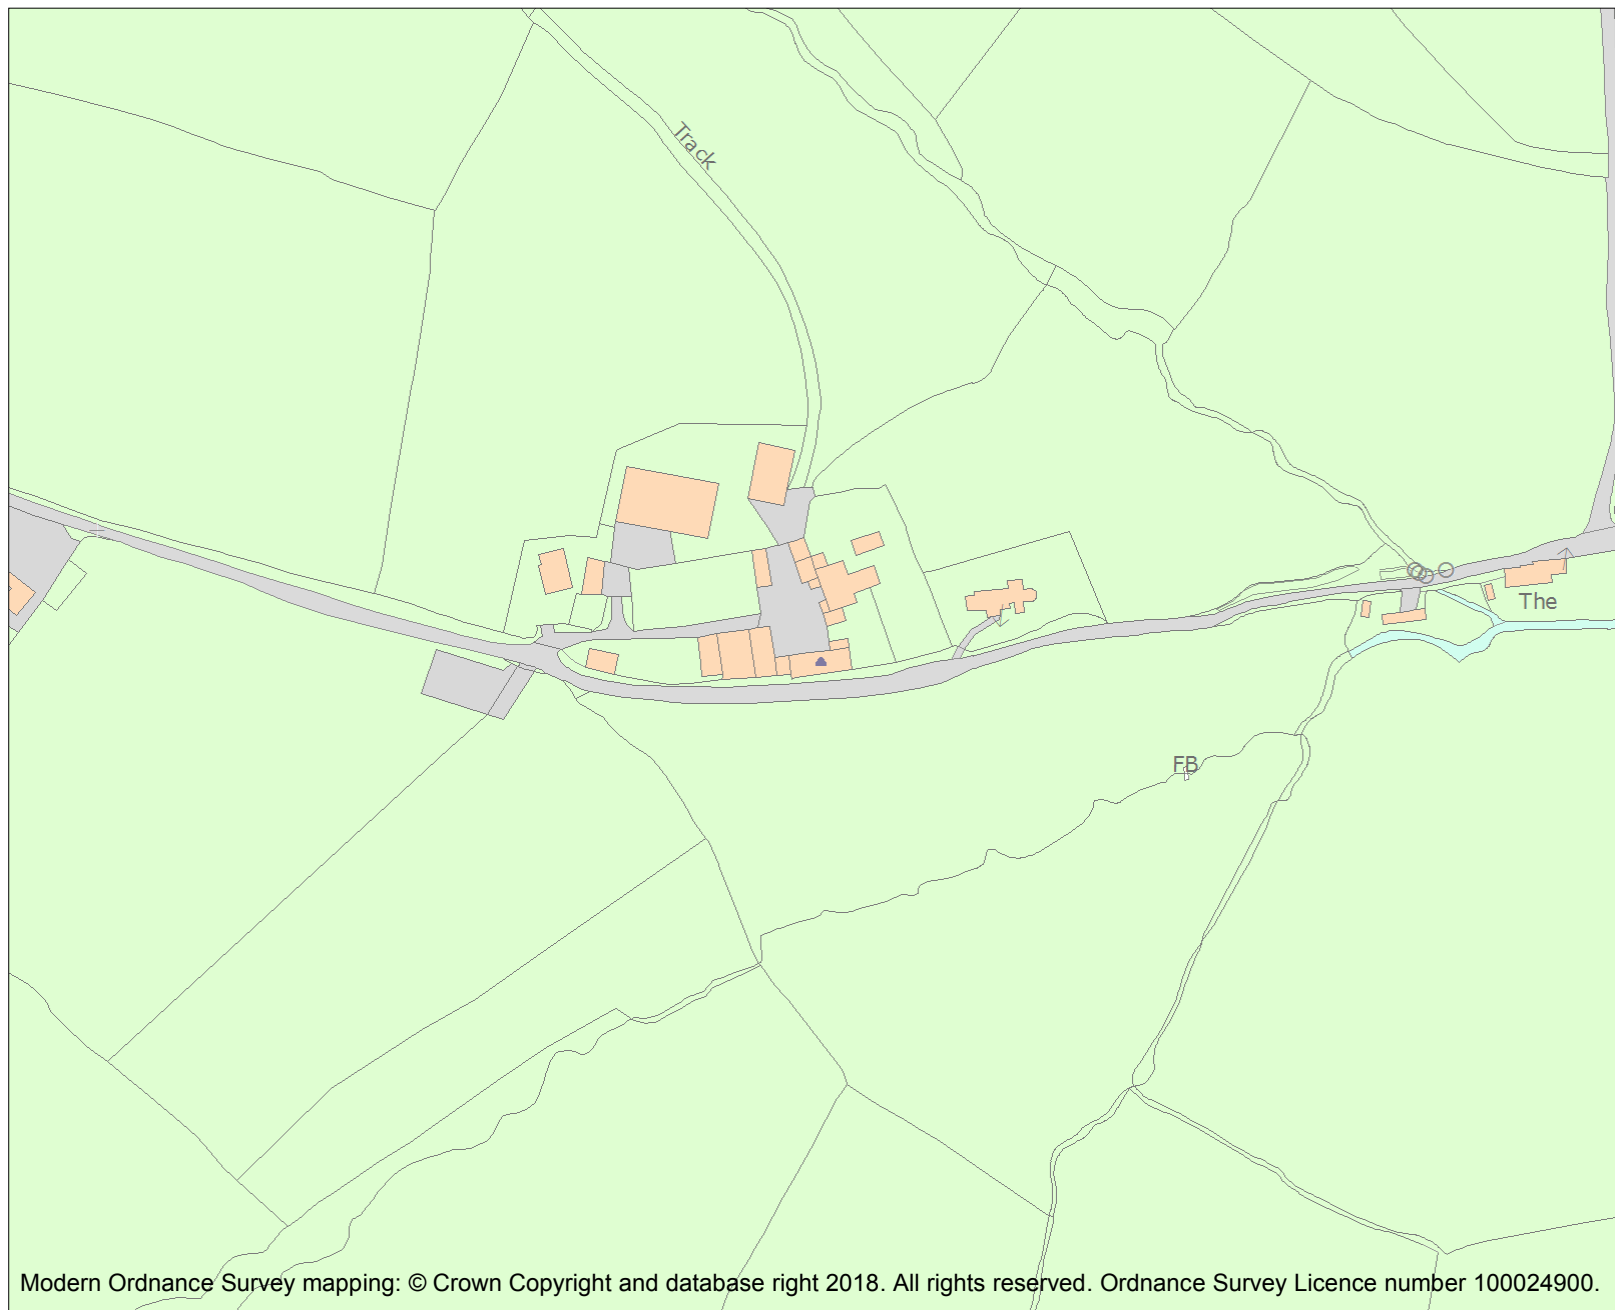 Track
The
FB
Modern Ordnance Survey mapping: © Crown Copyright and database right 2018. All rights reserved. Ordnance Survey Licence number 100024900.